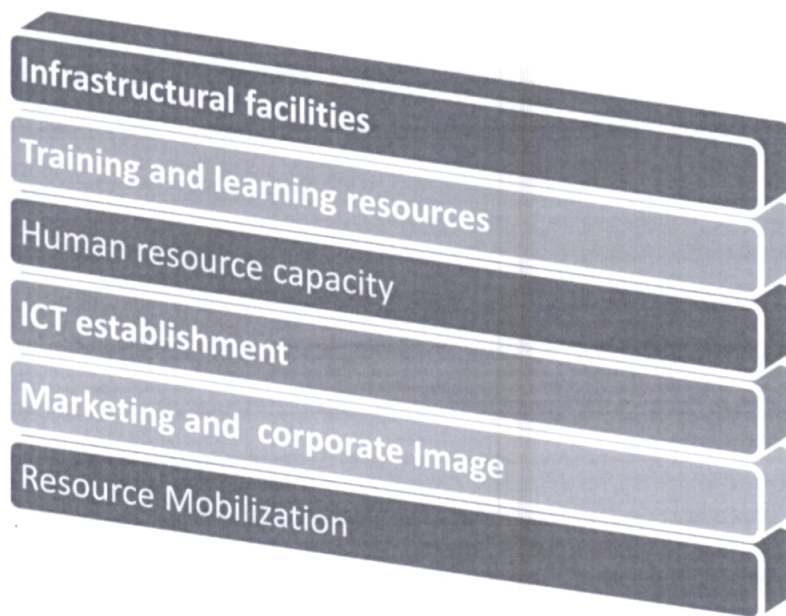 Infrastructural facilities
Training and learning resources
Human resource capacity
ICT establishment
Marketing and corporate Image
Resource Mobilization